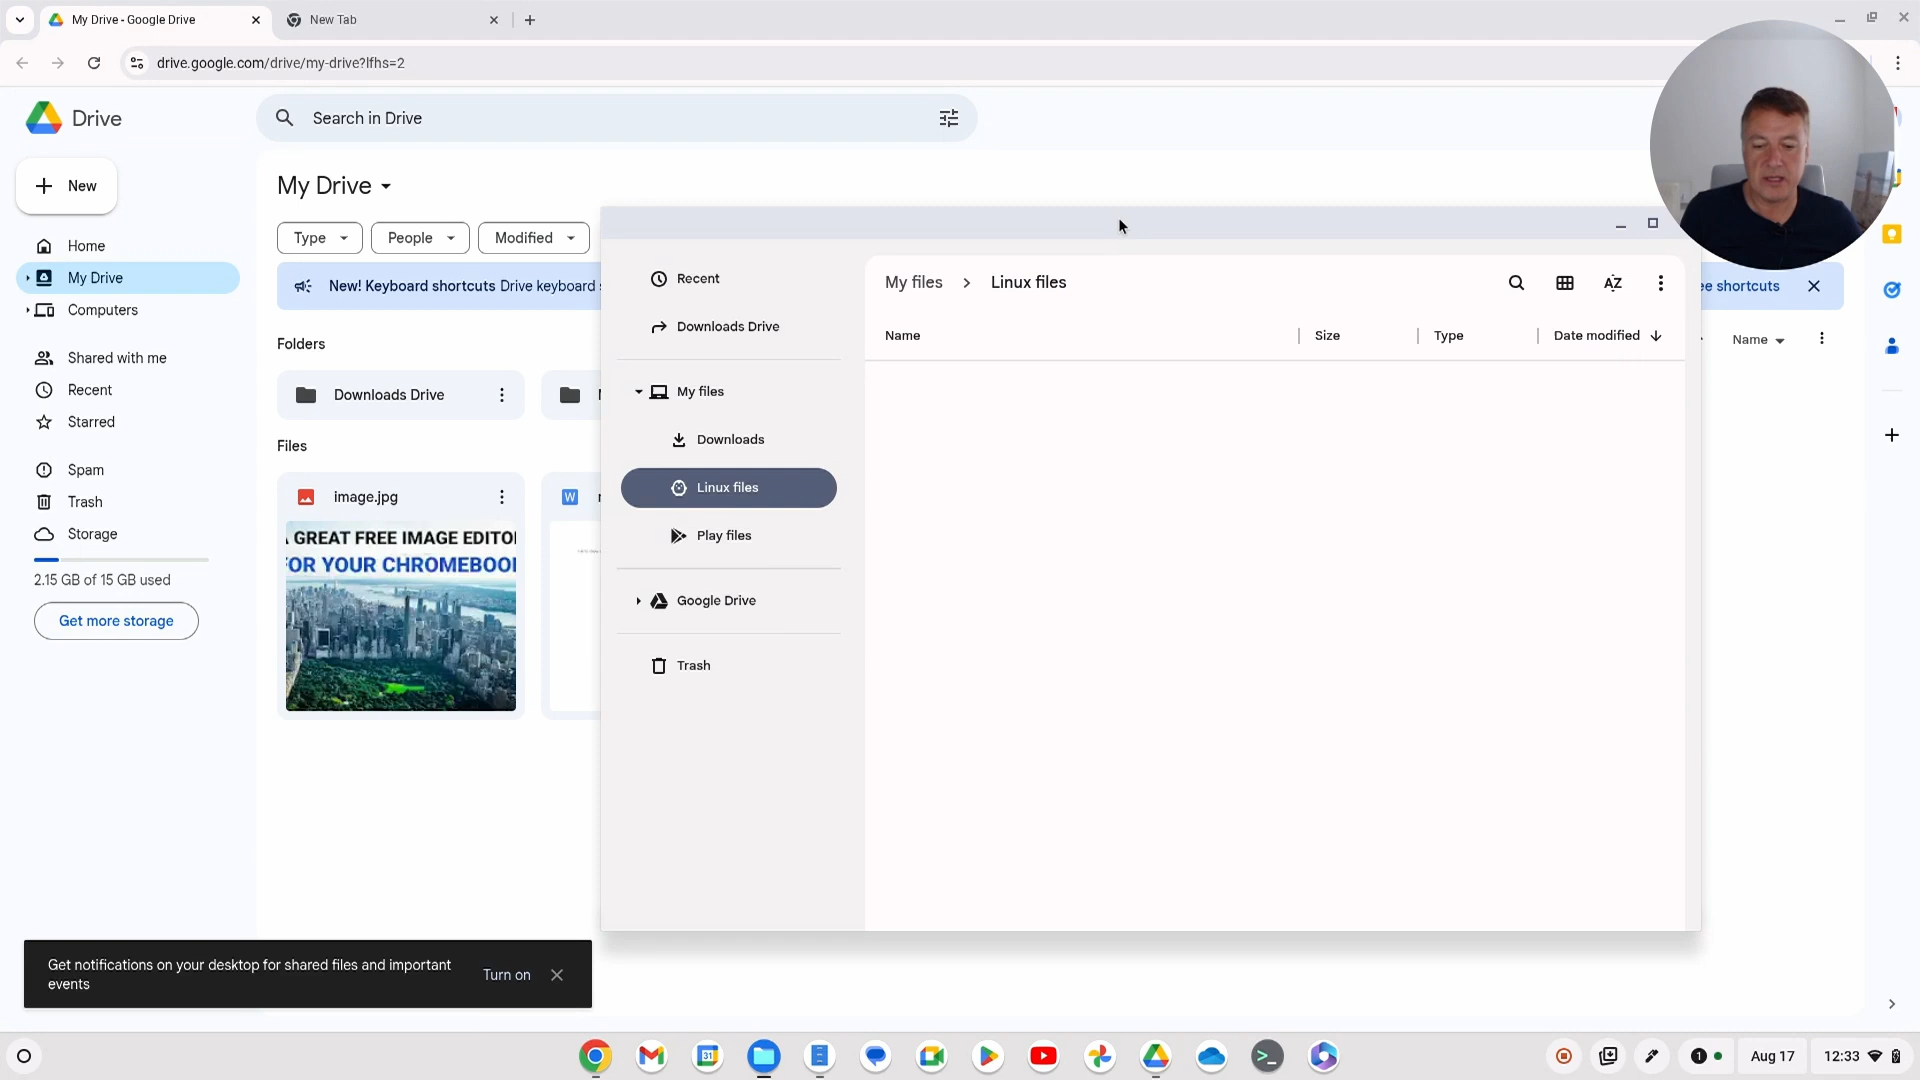 My Drive - Google Drive
New Tab
drive.google.com/drive/my-drive?lfhs=2
Drive
Search in Drive
New
My Drive
Type
People
Modified
Home
My Drive
Computers
Shared with me
Recent
Starred
Spam
Trash
Storage
2.15 GB of 15 GB used
Get more storage
New! Keyboard shortcuts Drive keyboard
shortcuts
Folders
Name
Downloads Drive
Files
image.jpg
A GREAT FREE IMAGE EDITO
FOR YOUR CHROMEBOO
Recent
Downloads Drive
My files
Downloads
Linux files
Play files
Google Drive
Trash
My files > Linux files
Name
Size
Type
Date modified
Get notifications on your desktop for shared files and important
events
Turn on
31
1
Aug 17
12:33